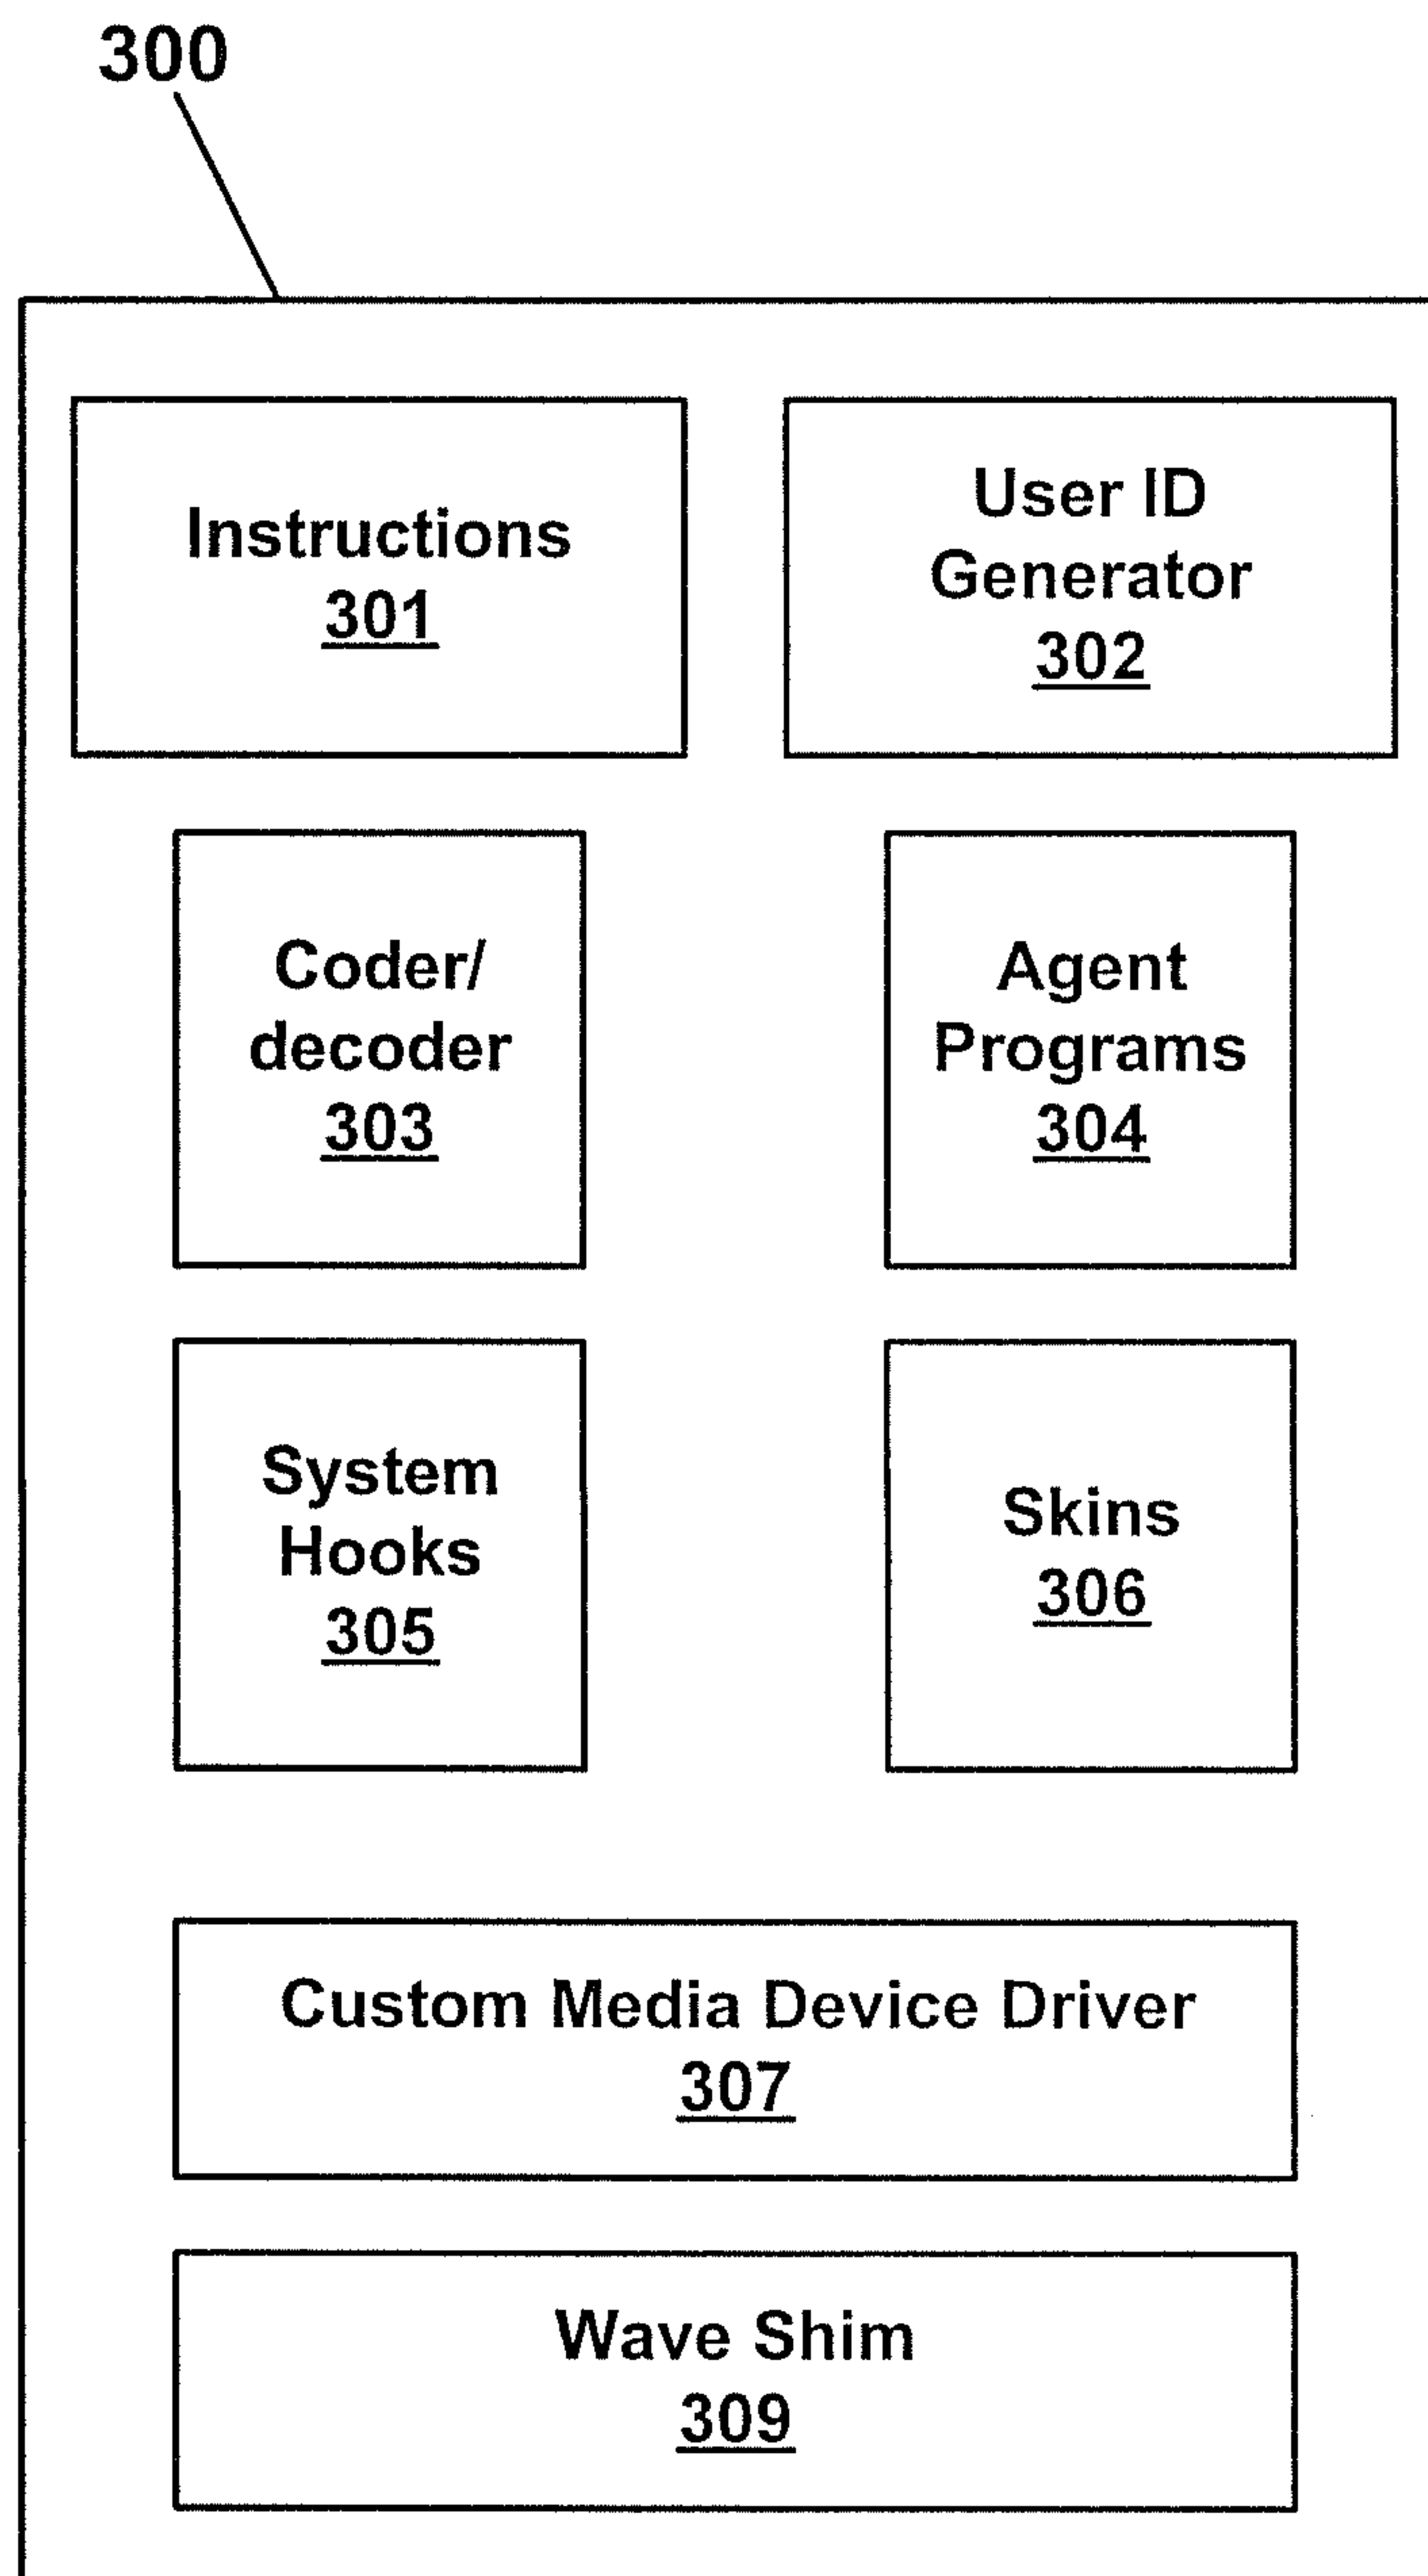 300
Instructions
301
User ID
Generator
302
Coder/
decoder
303
Agent
Programs
304
System
Hooks
305
Skins
306
Custom Media Device Driver
307
Wave Shim
309